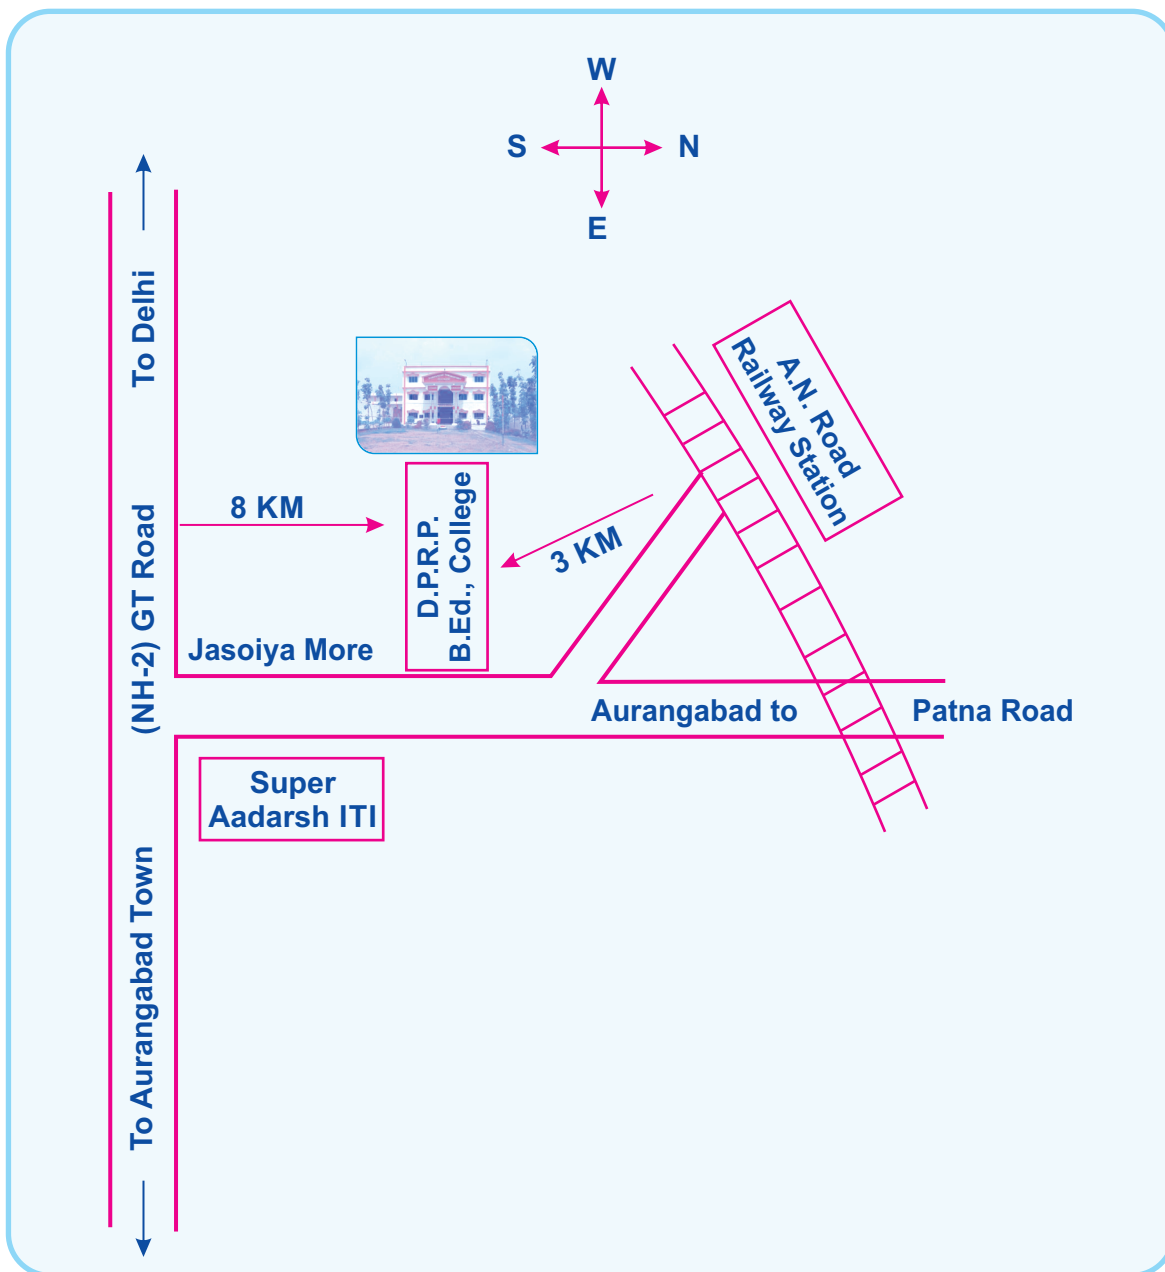 W
S
N
E
To Delhi
(NH-2) GT Road
To Aurangabad Town
8 KM
D.P.R.P.
B.Ed., College
3 KM
A.N. Road
Railway Station
Jasoiya More
Aurangabad to
Patna Road
Super
Aadarsh ITI